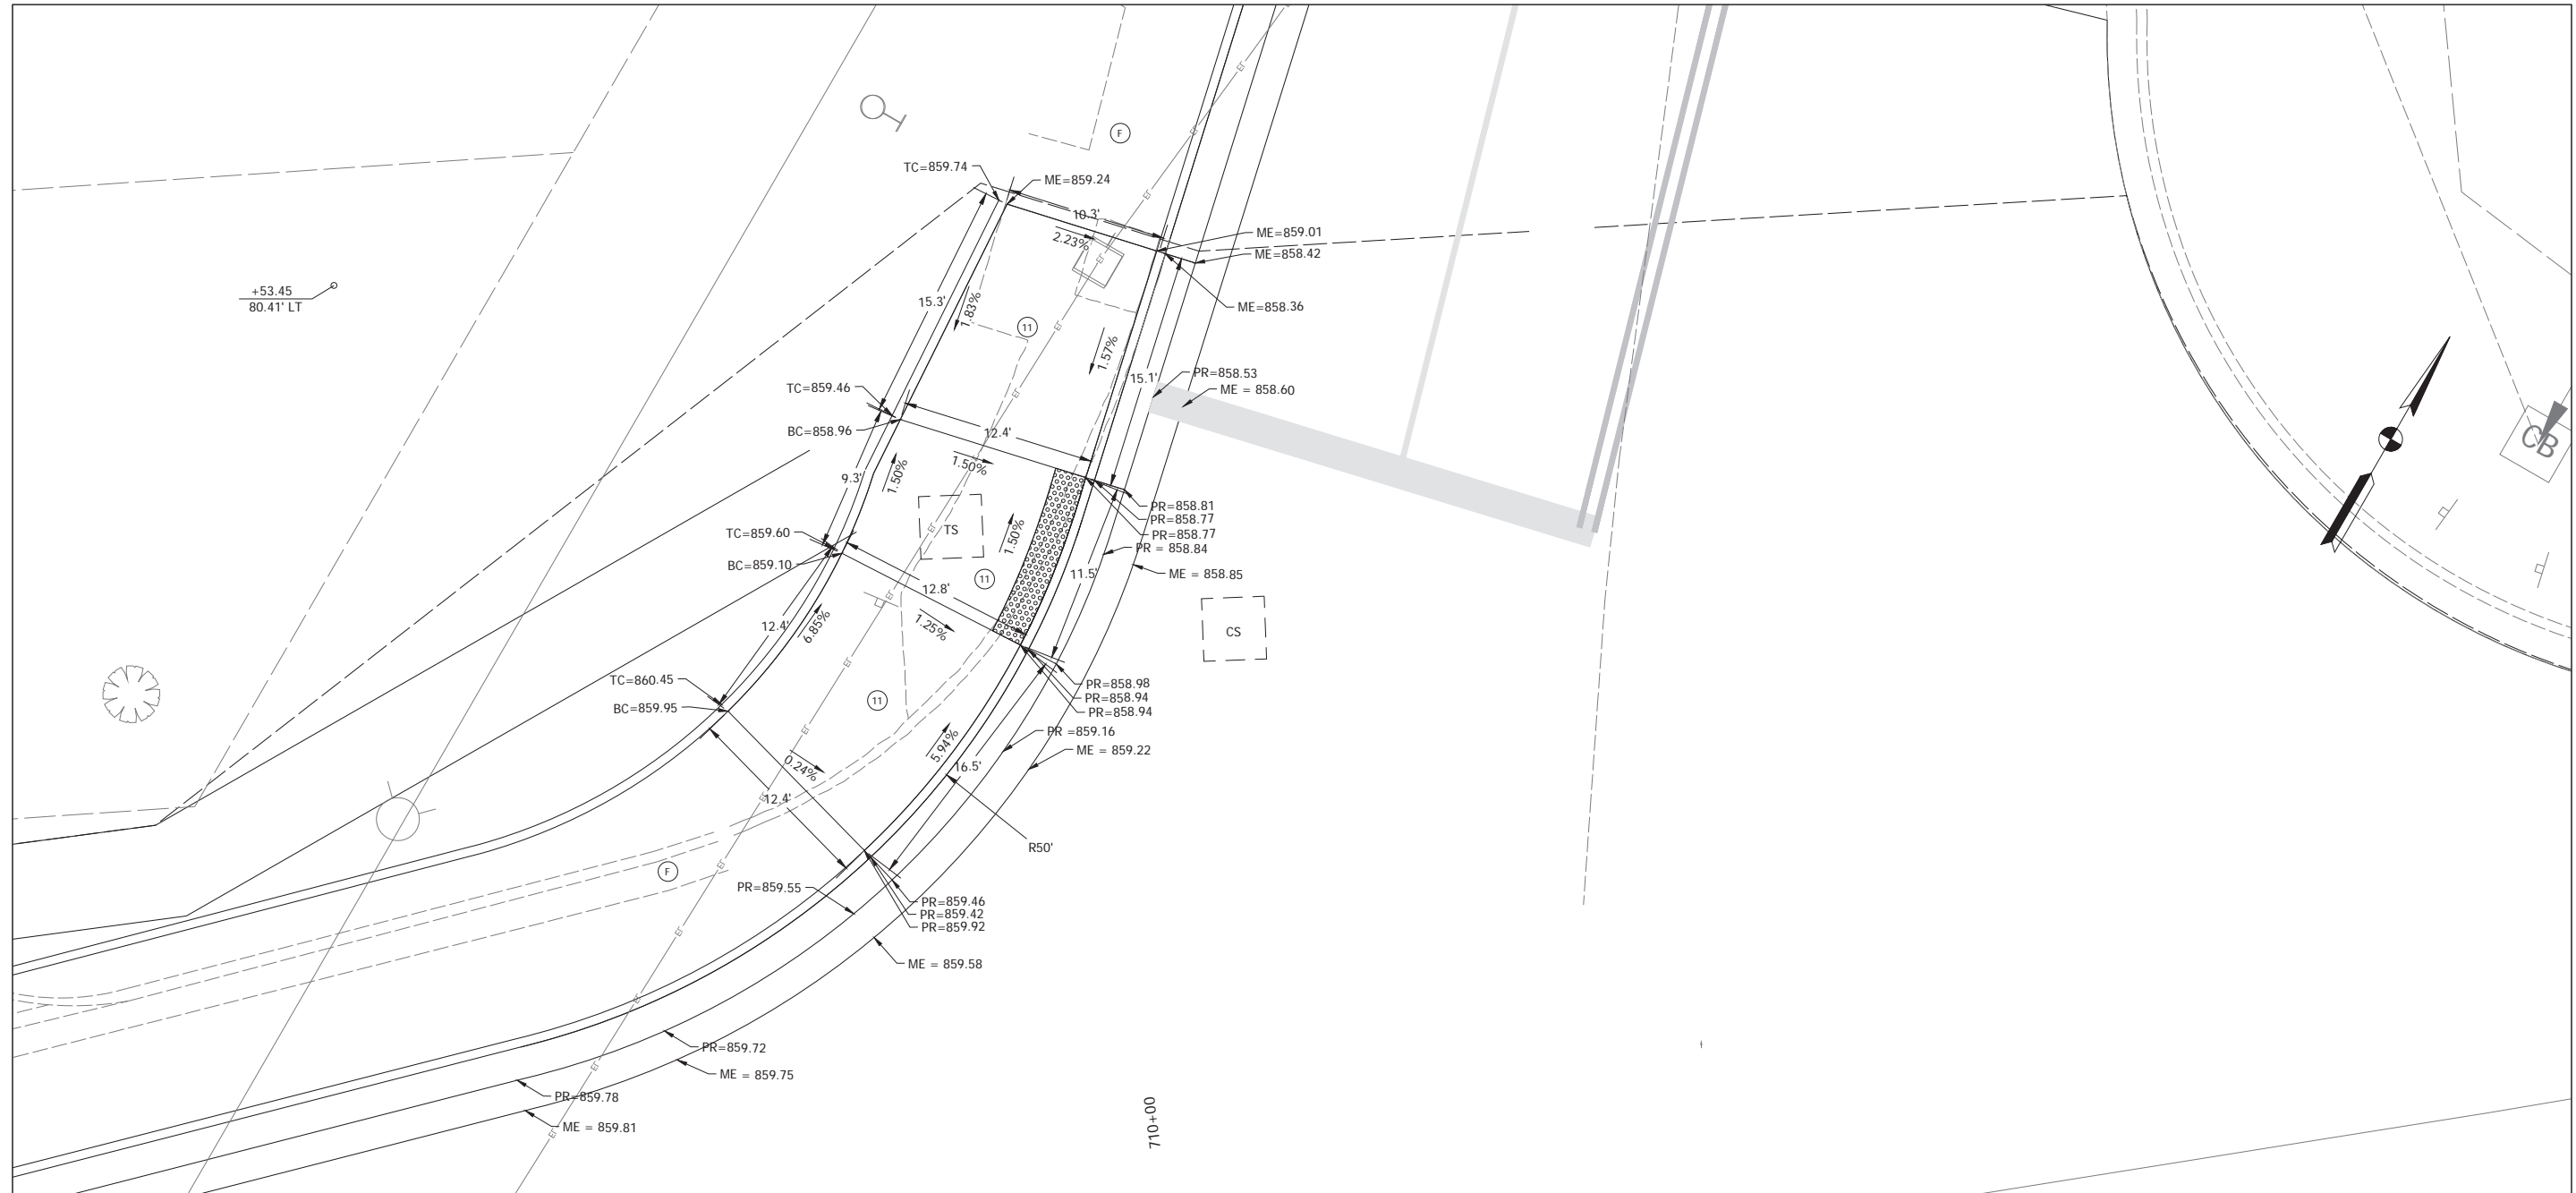 F
TC=859.74
ME=859.24
10.3'
2.23%
ME=859.01
ME=858.42
ME=858.36
+53.45
80.41' LT
15.3'
1.83%
11
1.57%
15.1'
PR=858.53
ME = 858.60
TC=859.46
BC=858.96
12.4'
1.50%
CB
9.3'
1.50%
PR=858.81
PR=858.77
PR=858.77
TS
1.50%
TC=859.60
BC=859.10
PR = 858.84
ME = 858.85
11.5'
11
12.8'
1.25%
12.4'
6.85%
CS
TC=860.45
BC=859.95
11
PR=858.98
PR=858.94
PR=858.94
5.94%
PR =859.16
ME = 859.22
0.24%
16.5'
12.4'
R50'
F
PR=859.55
PR=859.46
PR=859.42
PR=859.92
ME = 859.58
PR=859.72
ME = 859.75
PR=859.78
ME = 859.81
710+00